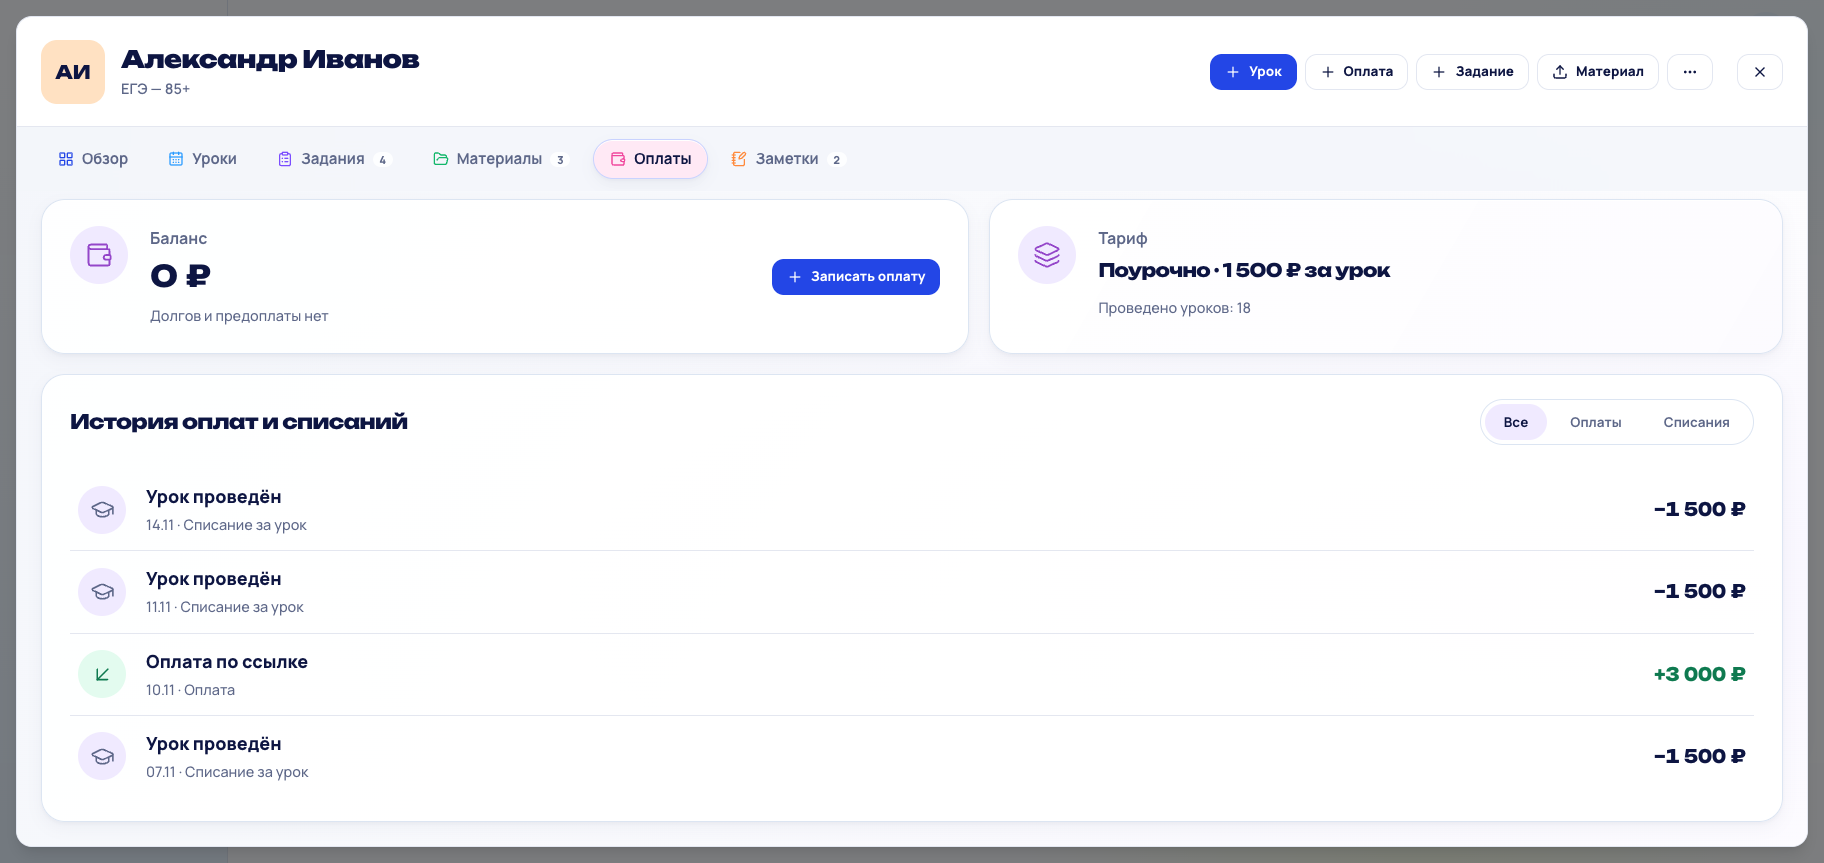 АИ
Александр Иванов
ЕГЭ — 85+
Урок
Оплата
Задание
Материал
Обзор
Уроки
Задания 4
Материалы 3
Оплаты
Заметки 2
Баланс
0 ₽
Долгов и предоплаты нет
Записать оплату
Тариф
Поурочно · 1 500 ₽ за урок
Проведено уроков: 18
История оплат и списаний
Все
Оплаты
Списания
Урок проведён
14.11 · Списание за урок
−1 500 ₽
Урок проведён
11.11 · Списание за урок
−1 500 ₽
Оплата по ссылке
10.11 · Оплата
+3 000 ₽
Урок проведён
07.11 · Списание за урок
−1 500 ₽